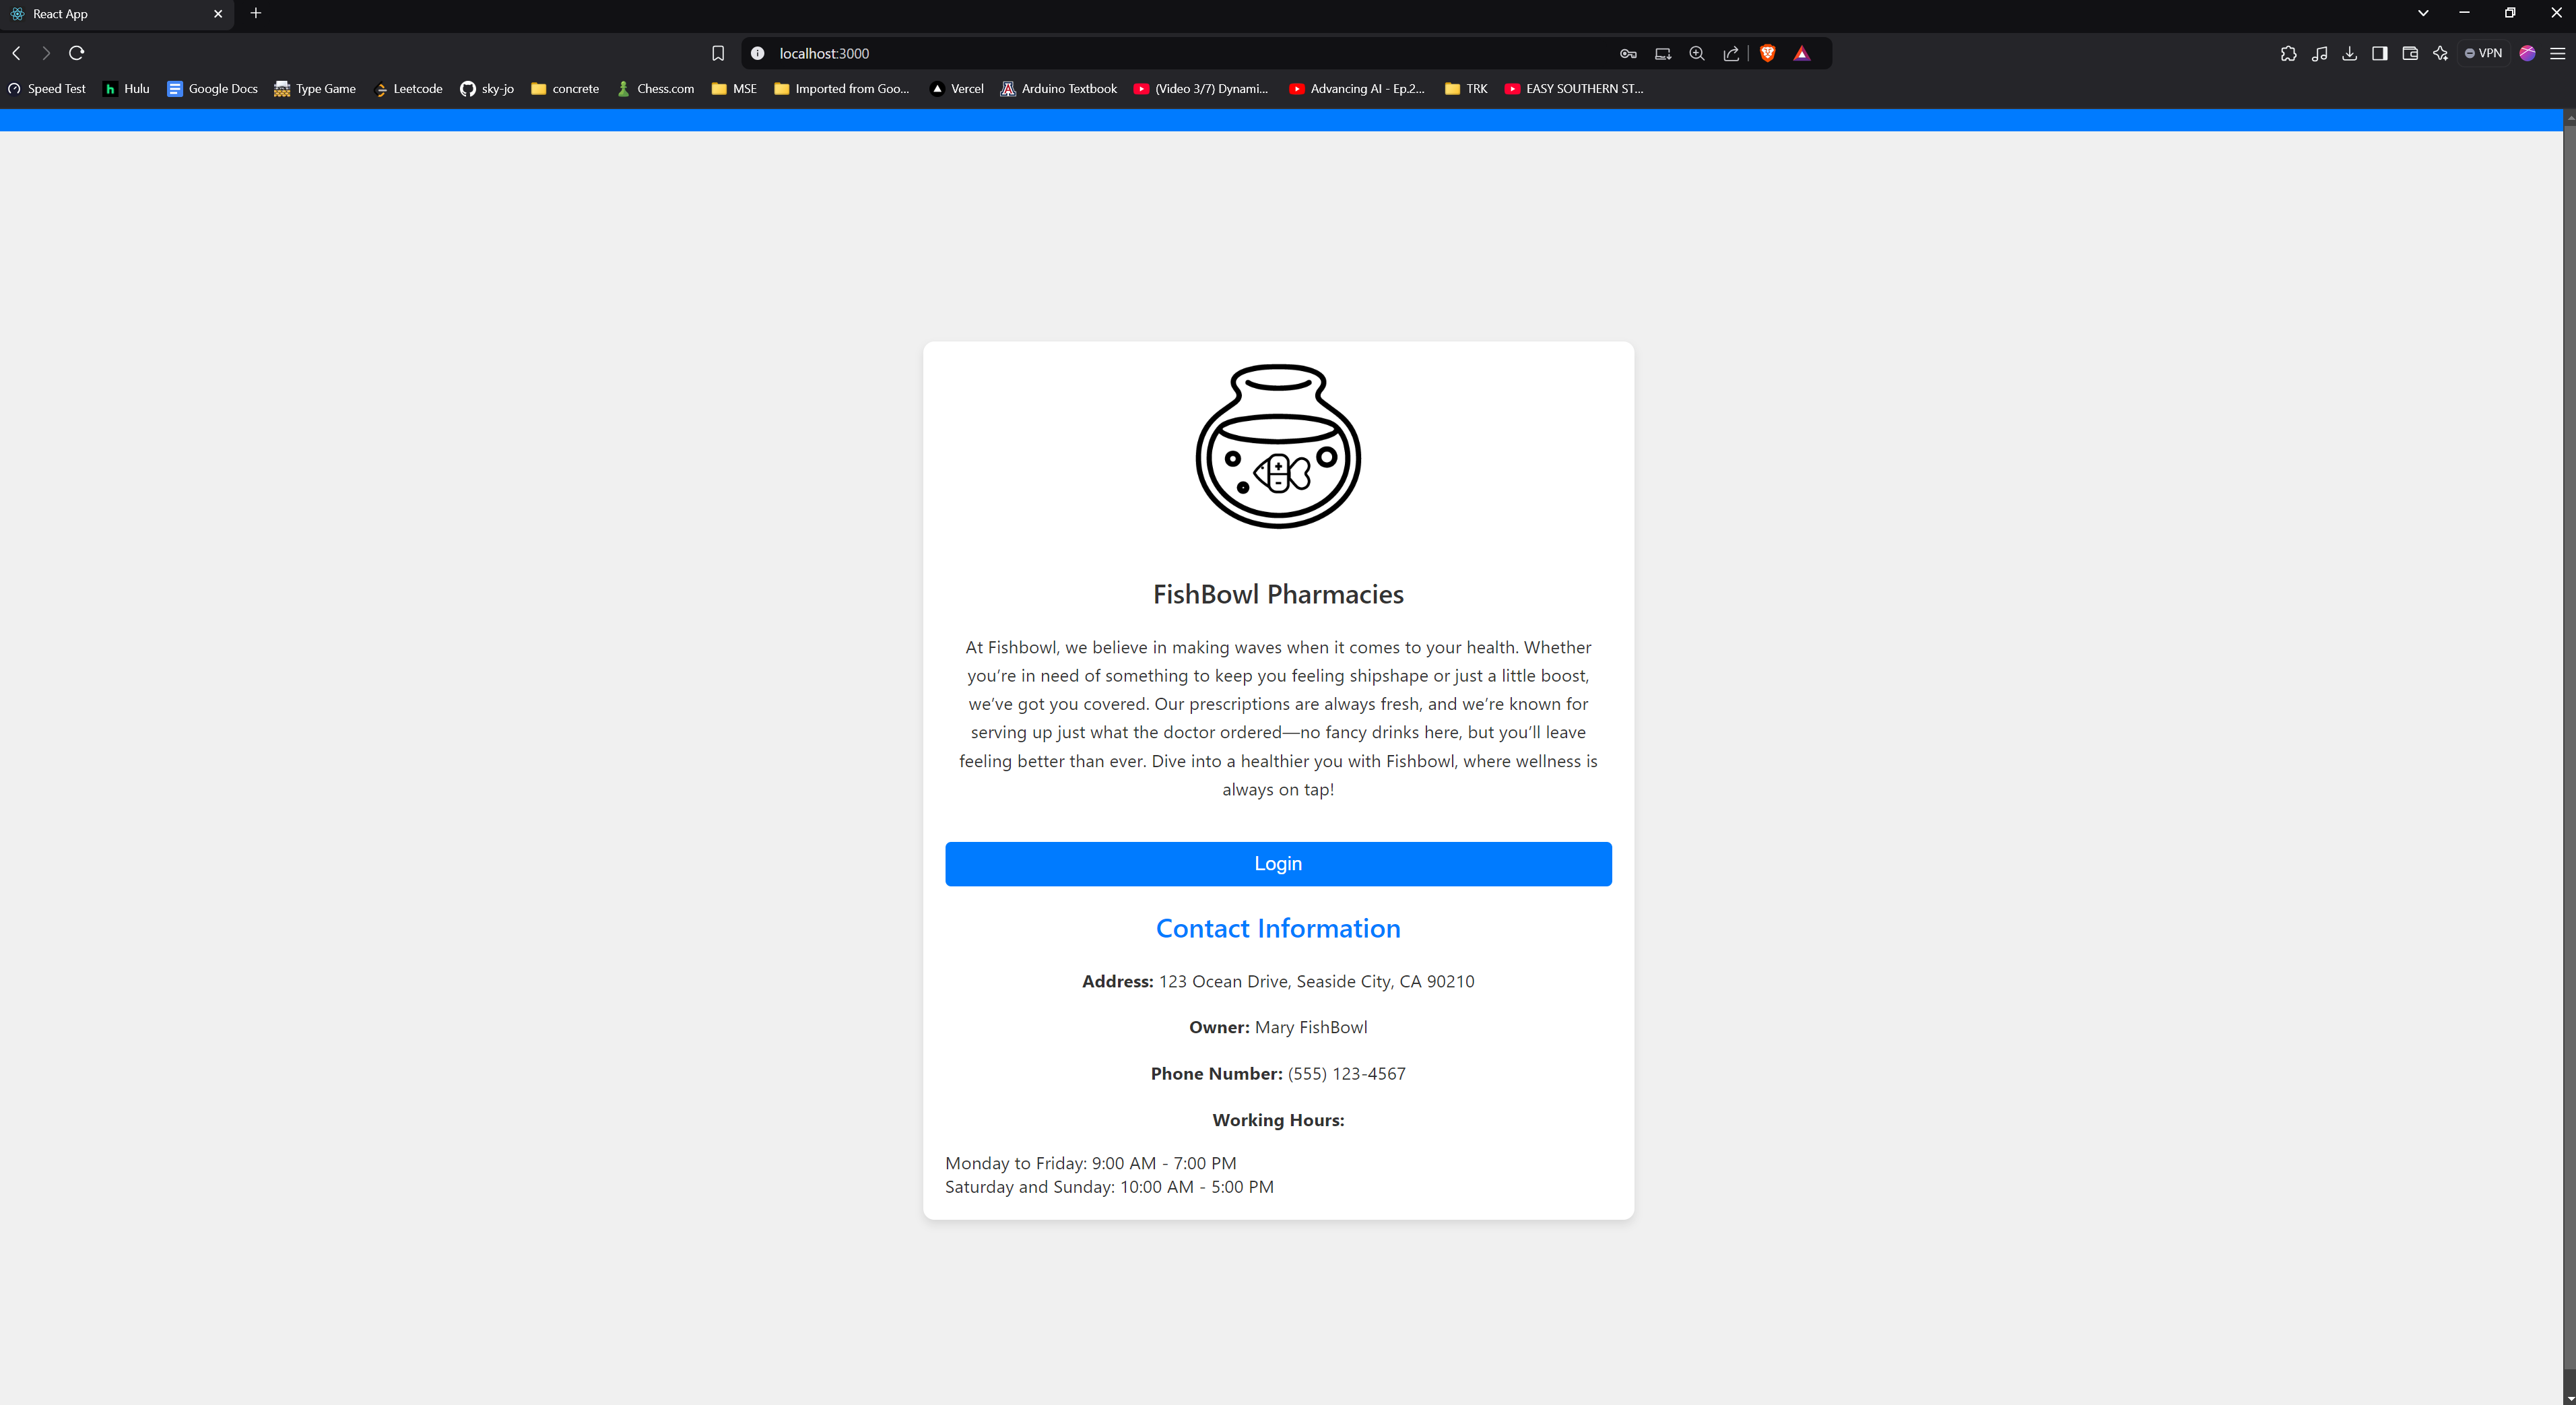 React App
localhost:3000
VPN
Speed Test Hulu Google Docs Type Game Leetcode sky-jo concrete Chess.com MSE Imported from Goo... Vercel Arduino Textbook (Video 3/7) Dynami... Advancing AI - Ep.2... TRK EASY SOUTHERN ST...
FishBowl Pharmacies
At Fishbowl, we believe in making waves when it comes to your health. Whether
you’re in need of something to keep you feeling shipshape or just a little boost,
we’ve got you covered. Our prescriptions are always fresh, and we’re known for
serving up just what the doctor ordered—no fancy drinks here, but you’ll leave
feeling better than ever. Dive into a healthier you with Fishbowl, where wellness is
always on tap!
Login
Contact Information
Address: 123 Ocean Drive, Seaside City, CA 90210
Owner: Mary FishBowl
Phone Number: (555) 123-4567
Working Hours:
Monday to Friday: 9:00 AM - 7:00 PM
Saturday and Sunday: 10:00 AM - 5:00 PM